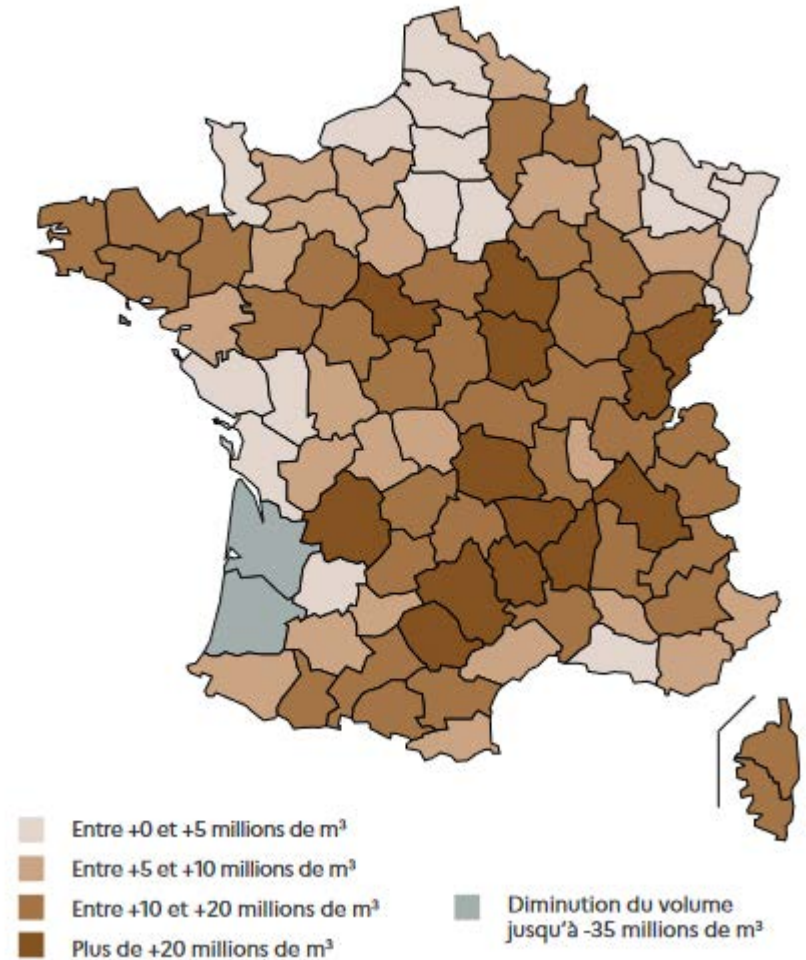 Entre +0 et +5 millions de m³
Entre +5 et +10 millions de m³
Entre +10 et +20 millions de m³
Plus de +20 millions de m³
Diminution du volume
jusqu'à -35 millions de m³